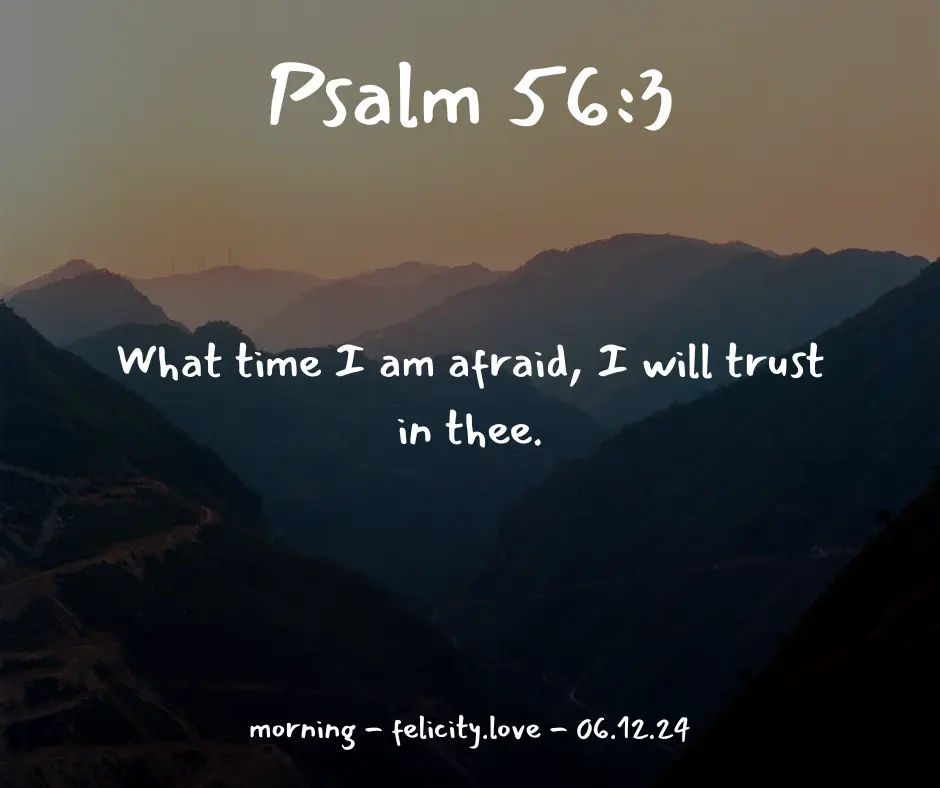 Psalm 56:3
What time I am afraid, I will trust
in thee.
morning - felicity.love - 06.12.24